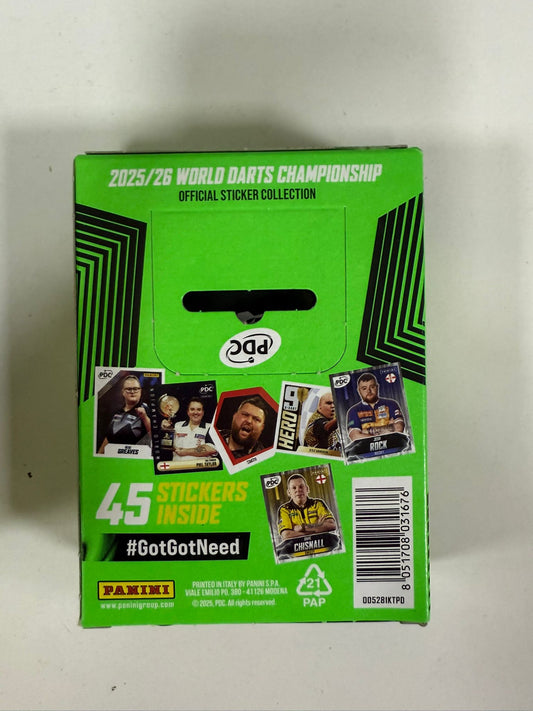 2025/26 WORLD DARTS CHAMPIONSHIP
OFFICIAL STICKER COLLECTION
PDC
GREAVES
PDC
PHIL TAYLOR
HERO
9
PDC
ROCK
PDC
CHISNALL
45 STICKERS
INSIDE
#GotGotNeed
PANINI
www.paninigroup.com
PRINTED IN ITALY BY PANINI S.P.A.
VIALE EMILIO PO, 380 - 41126 MODENA
© 2025, PDC. All rights reserved.
21
PAP
8 051708 031676
005281KTPD